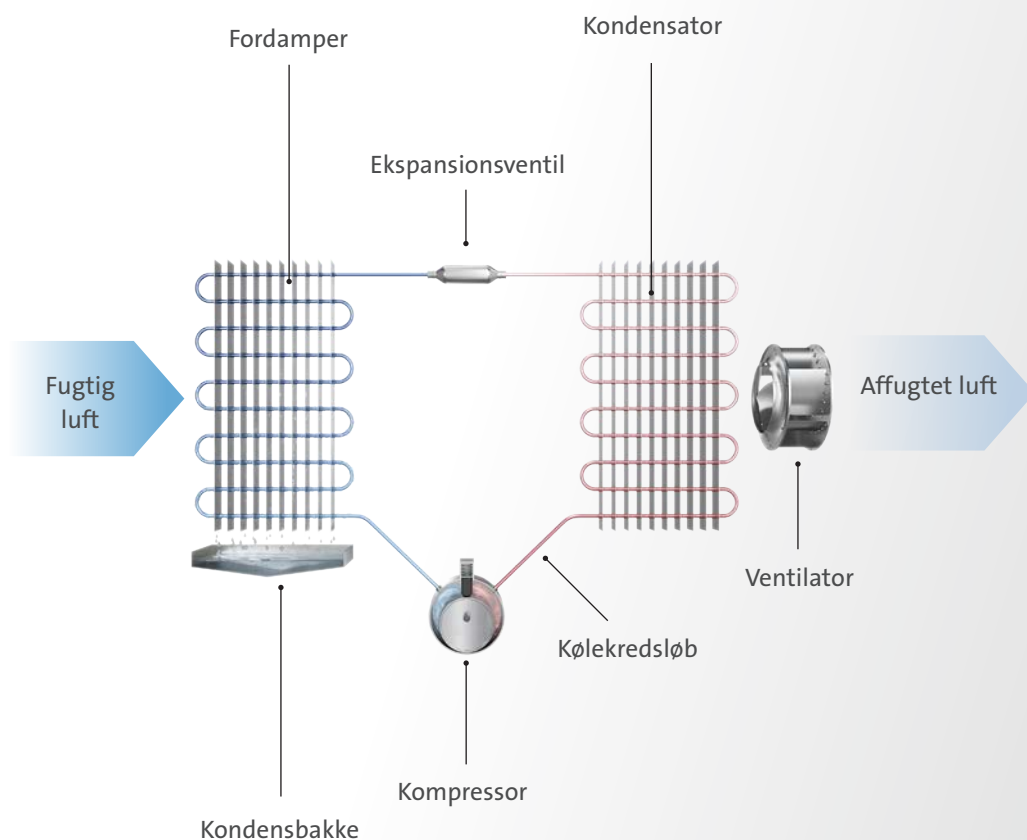 Kondensator
Fordamper
Ekspansionsventil
Fugtig
luft
Affugtet luft
Ventilator
Kølekredsløb
Kompressor
Kondensbakke